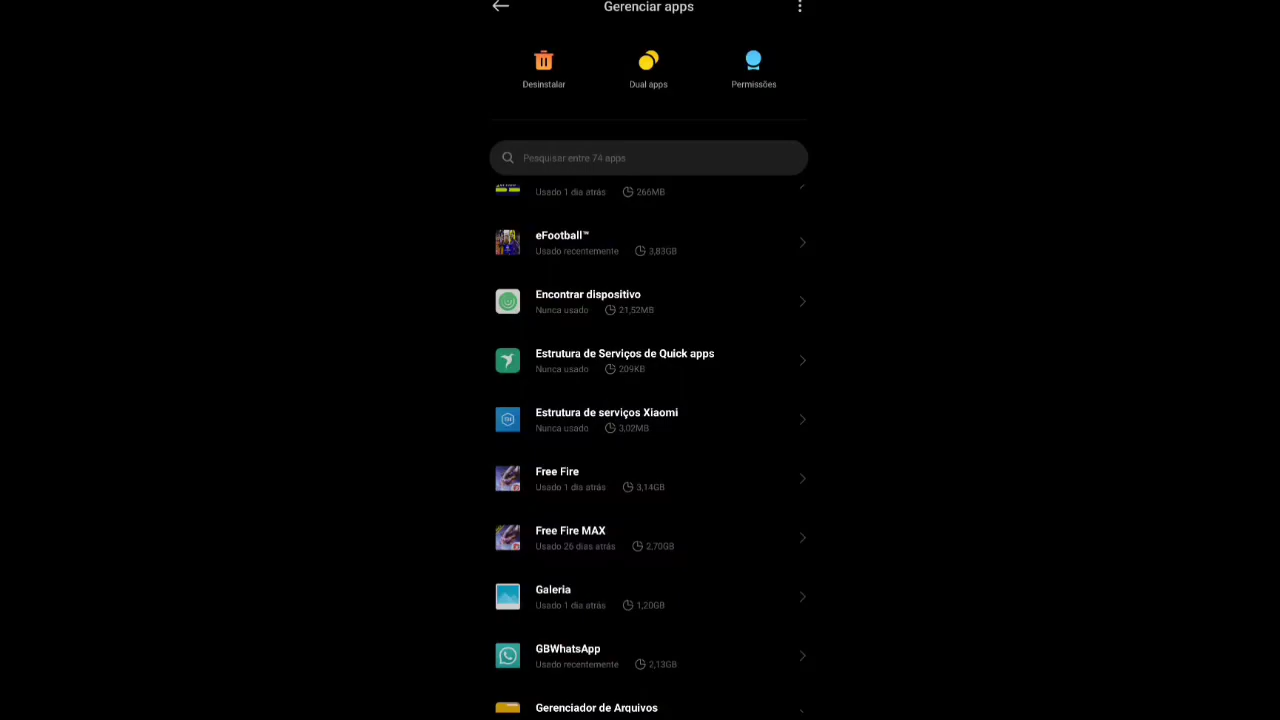 Gerenciar apps
Desinstalar
Dual apps
Permissões
Pesquisar entre 74 apps
Usado 1 dia atrás 266MB
eFootball™
Usado recentemente 3,83GB
Encontrar dispositivo
Nunca usado 21,52MB
Estrutura de Serviços de Quick apps
Nunca usado 209KB
Estrutura de serviços Xiaomi
Nunca usado 3,02MB
Free Fire
Usado 1 dia atrás 3,14GB
Free Fire MAX
Usado 26 dias atrás 2,70GB
Galeria
Usado 1 dia atrás 1,20GB
GBWhatsApp
Usado recentemente 2,13GB
Gerenciador de Arquivos